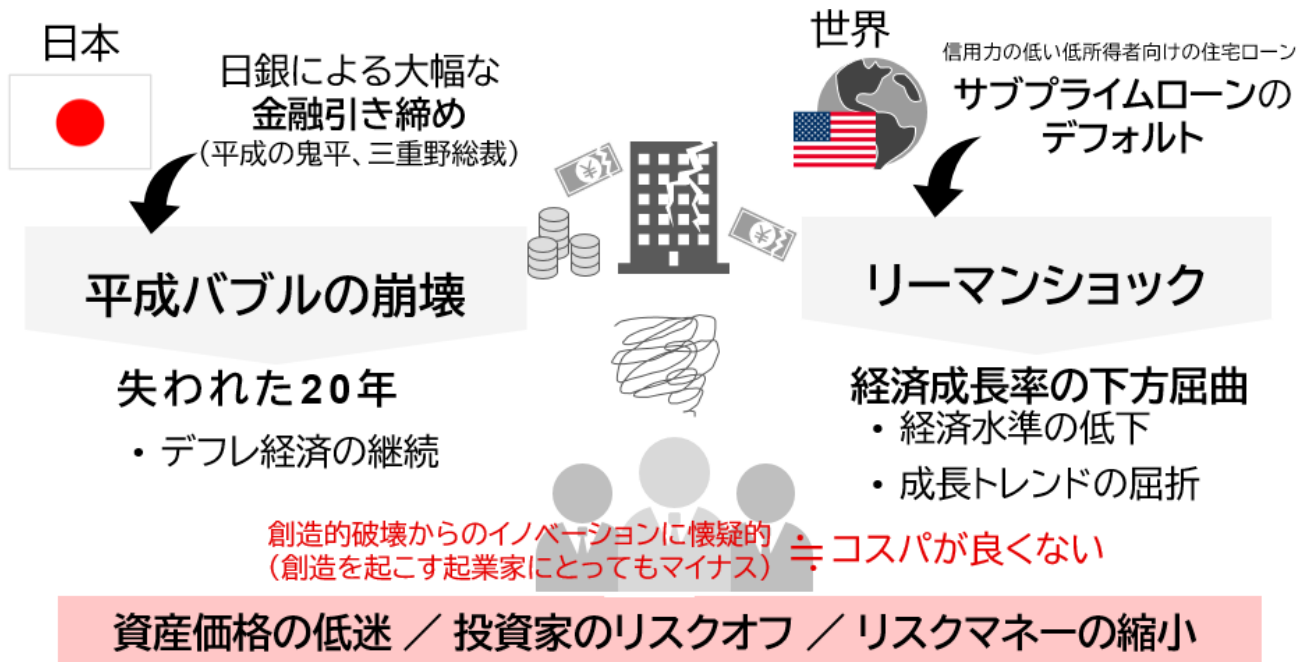 日本
日銀による大幅な
金融引き締め
（平成の鬼平、三重野総裁）
平成バブルの崩壊
失われた20年
・デフレ経済の継続
世界
信用力の低い低所得者向けの住宅ローン
サブプライムローンの
デフォルト
リーマンショック
経済成長率の下方屈曲
・経済水準の低下
・成長トレンドの屈折
創造的破壊からのイノベーションに懐疑的
（創造を起こす起業家にとってもマイナス）
≒ コスパが良くない
資産価格の低迷 ／ 投資家のリスクオフ ／ リスクマネーの縮小